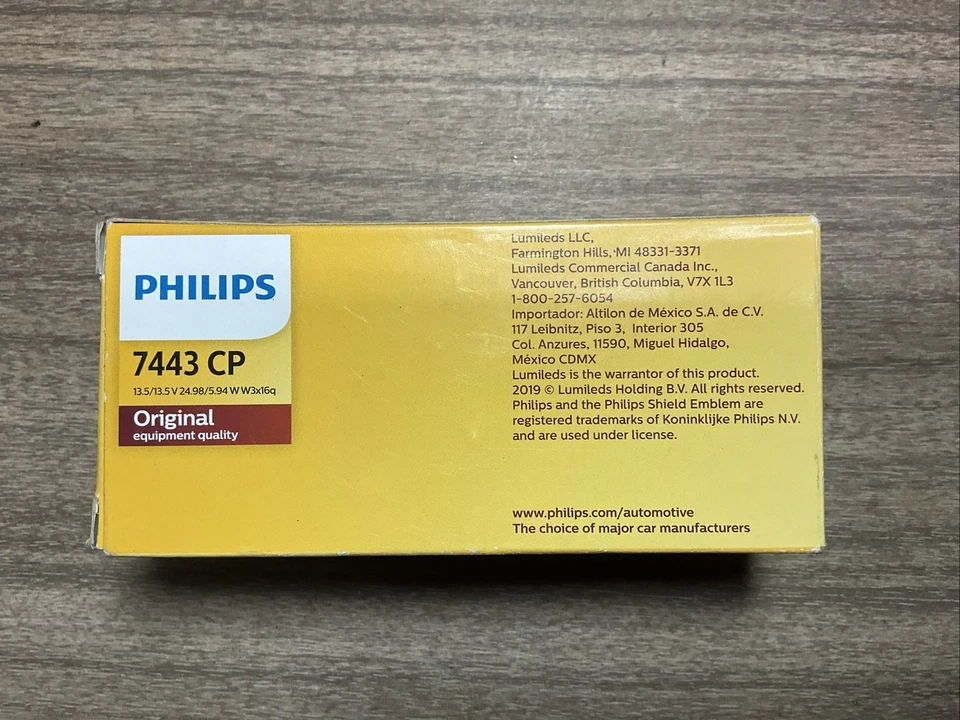 PHILIPS
7443 CP
13.5/13.5 V 24.98/5.94 W W3x16q
Original
equipment quality
Lumileds LLC,
Farmington Hills, MI 48331-3371
Lumileds Commercial Canada Inc.,
Vancouver, British Columbia, V7X 1L3
1-800-257-6054
Importador: Altilon de México S.A. de C.V.
117 Leibnitz, Piso 3, Interior 305
Col. Anzures, 11590, Miguel Hidalgo,
México CDMX
Lumileds is the warrantor of this product.
2019 © Lumileds Holding B.V. All rights reserved.
Philips and the Philips Shield Emblem are
registered trademarks of Koninklijke Philips N.V.
and are used under license.
www.philips.com/automotive
The choice of major car manufacturers